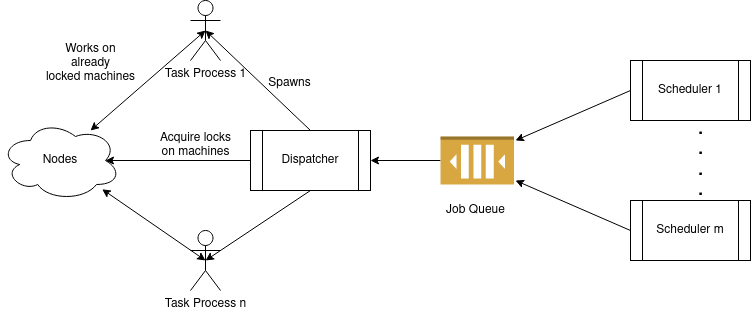 Works on
already
locked machines
Task Process 1
Spawns
Scheduler 1
Acquire locks
on machines
Nodes
Dispatcher
Job Queue
Scheduler m
Task Process n